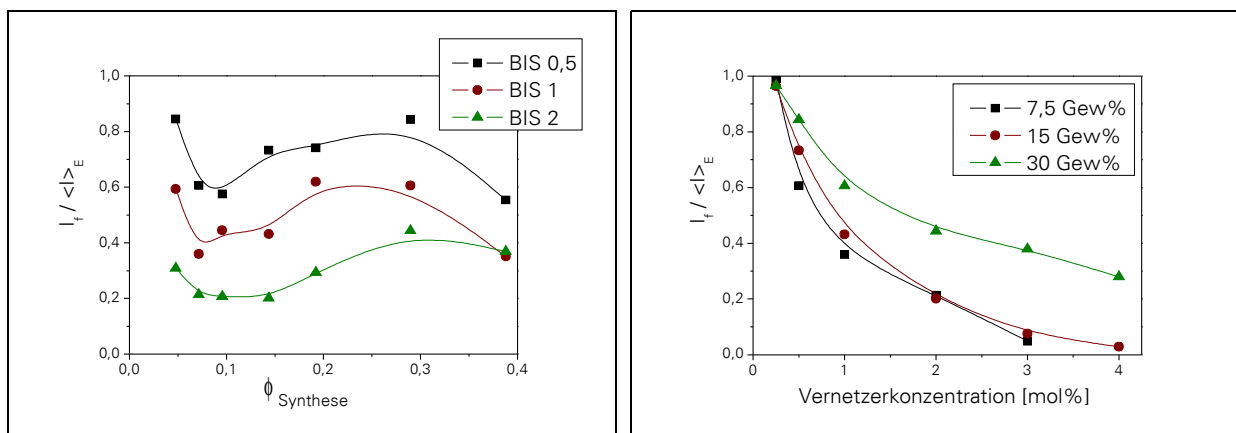 BIS 0,5
BIS 1
BIS 2
1,0
0,8
0,6
0,4
0,2
0,0
I_f / <I>_E
0,0 0,1 0,2 0,3 0,4
ϕ_Synthese
7,5 Gew%
15 Gew%
30 Gew%
1,0
0,8
0,6
0,4
0,2
0,0
I_f / <I>_E
0 1 2 3 4
Vernetzerkonzentration [mol%]